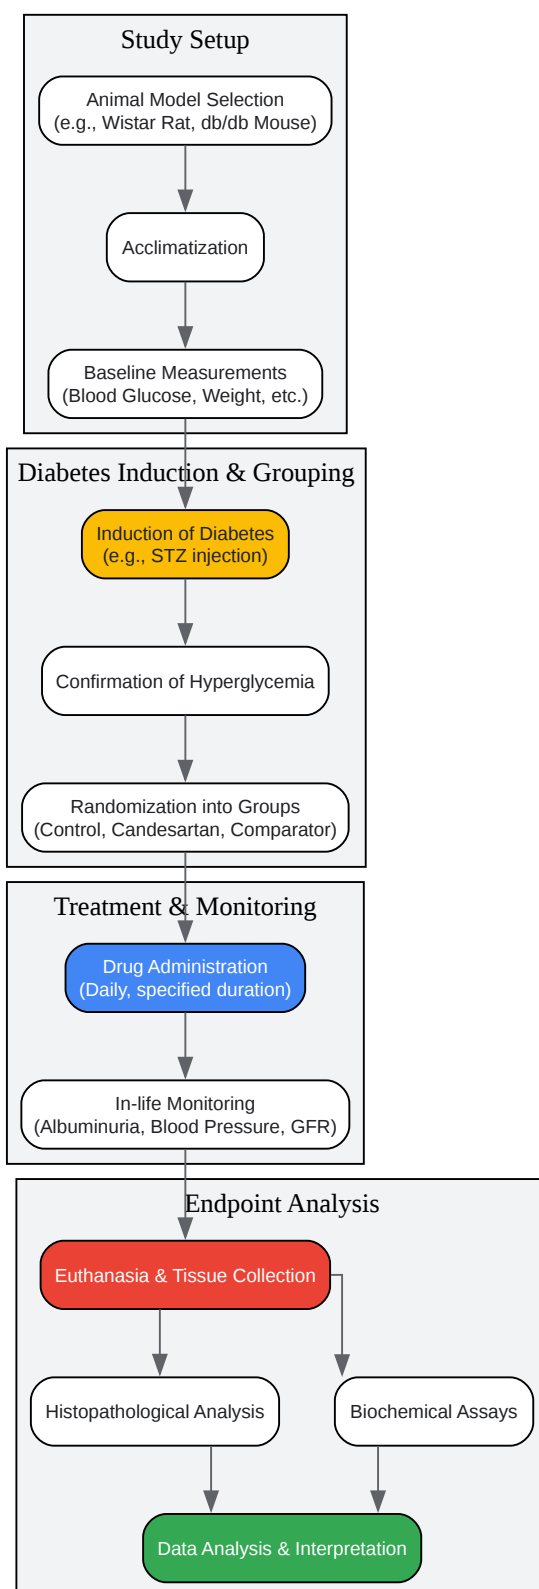 Study Setup
Animal Model Selection
(e.g., Wistar Rat, db/db Mouse)
Acclimatization
Baseline Measurements
(Blood Glucose, Weight, etc.)
Diabetes Induction & Grouping
Induction of Diabetes
(e.g., STZ injection)
Confirmation of Hyperglycemia
Randomization into Groups
(Control, Candesartan, Comparator)
Treatment & Monitoring
Drug Administration
(Daily, specified duration)
In-life Monitoring
(Albuminuria, Blood Pressure, GFR)
Endpoint Analysis
Euthanasia & Tissue Collection
Histopathological Analysis
Biochemical Assays
Data Analysis & Interpretation